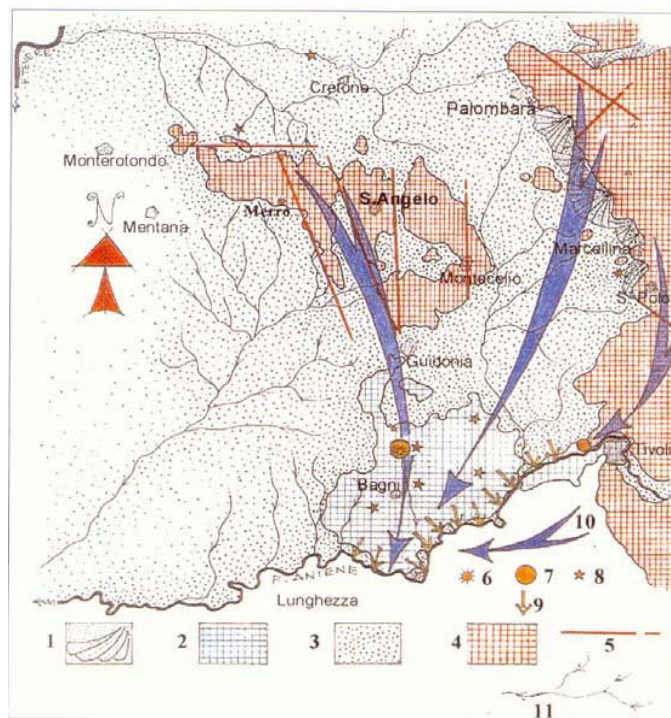 Cretone
Palombara
Monterotondo
S.Angelo
Merro
N
Mentana
Marcellina
Montecelio
S. Polo
Guidonia
Tivoli
Bagni
10
6
7
8
F. ANIENE
9
Lunghezza
1
2
3
4
5
11